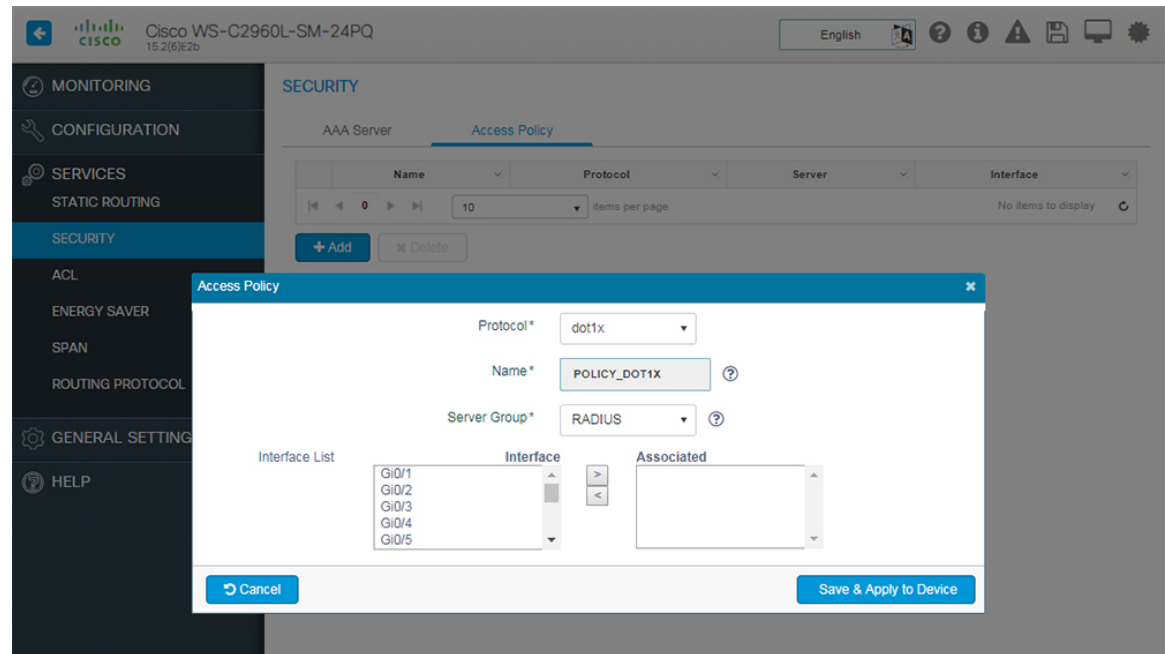 CISCO
Cisco WS-C2960L-SM-24PQ
15.2(6)E2b
English
MONITORING
CONFIGURATION
SERVICES
STATIC ROUTING
SECURITY
ACL
ENERGY SAVER
SPAN
ROUTING PROTOCOL
GENERAL SETTING
HELP
SECURITY
AAA Server Access Policy
Name Protocol Server Interface
0 10 items per page No items to display
+ Add Delete
Access Policy
Protocol* dot1x
Name* POLICY_DOT1X
Server Group* RADIUS
Interface List Interface Associated
Gi0/1
Gi0/2
Gi0/3
Gi0/4
Gi0/5
> 
<
Cancel Save & Apply to Device